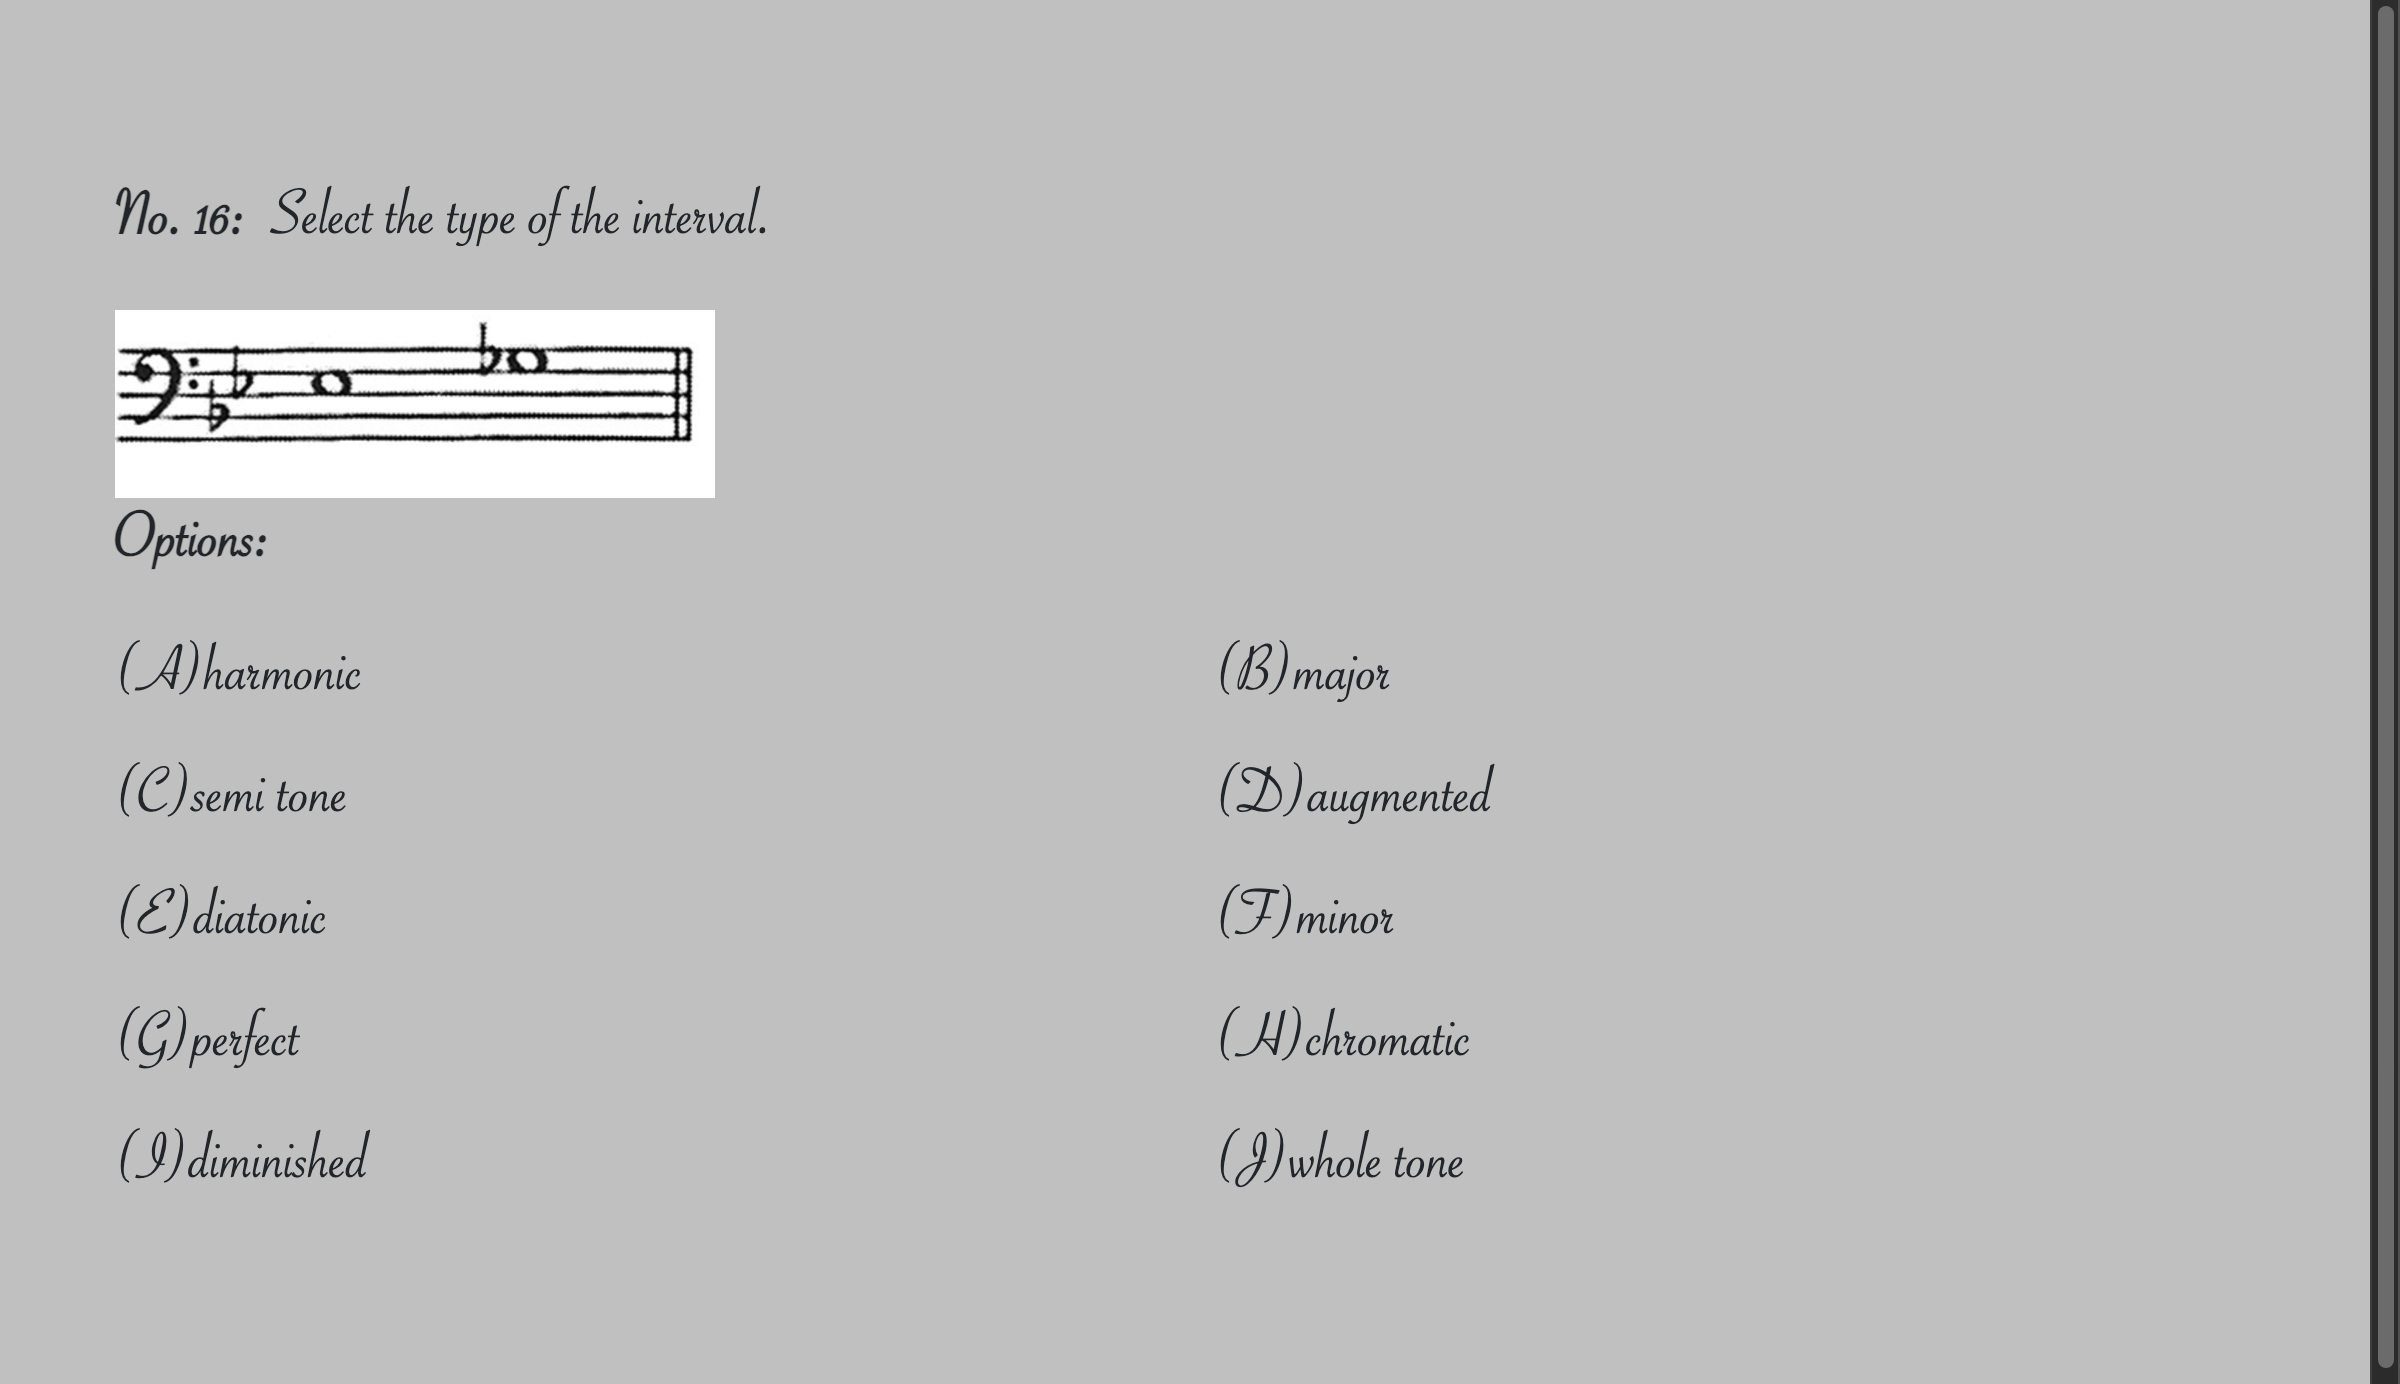 No. 16: Select the type of the interval.
Options:
(A)harmonic
(B)major
(C)semi tone
(D)augmented
(E)diatonic
(F)minor
(G)perfect
(H)chromatic
(I)diminished
(J)whole tone